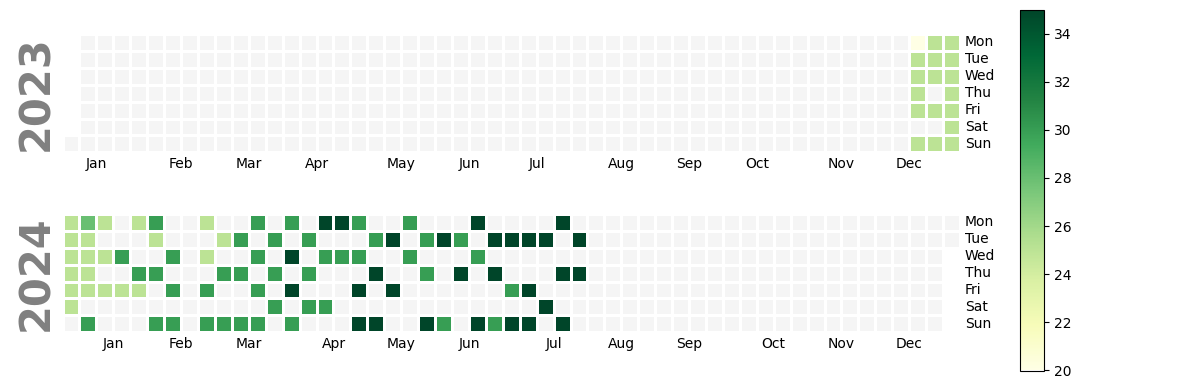 2023
Mon
Tue
Wed
Thu
Fri
Sat
Sun
Jan Feb Mar Apr May Jun Jul Aug Sep Oct Nov Dec
2024
Mon
Tue
Wed
Thu
Fri
Sat
Sun
Jan Feb Mar Apr May Jun Jul Aug Sep Oct Nov Dec
34
32
30
28
26
24
22
20